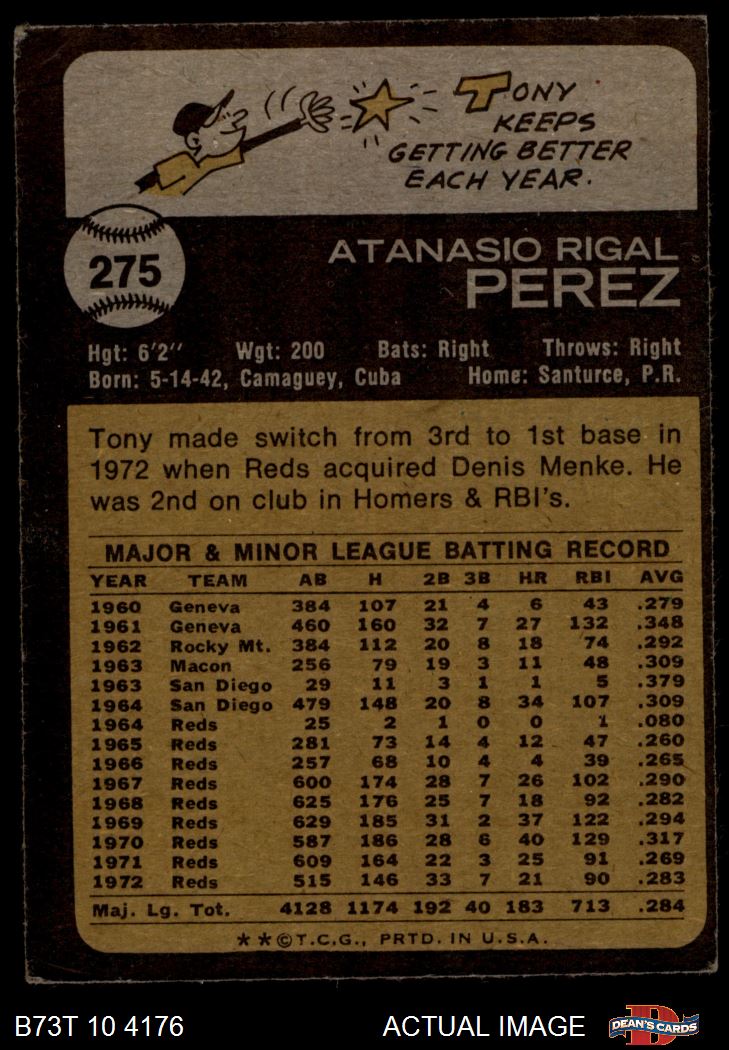 TONY
KEEPS
GETTING BETTER
EACH YEAR.
275
ATANASIO RIGAL
PEREZ
Hgt: 6'2" Wgt: 200 Bats: Right Throws: Right
Born: 5-14-42, Camaguey, Cuba Home: Santurce, P.R.
Tony made switch from 3rd to 1st base in
1972 when Reds acquired Denis Menke. He
was 2nd on club in Homers & RBI's.
MAJOR & MINOR LEAGUE BATTING RECORD
YEAR TEAM AB H 2B 3B HR RBI AVG
1960 Geneva 384 107 21 4 6 43 .279
1961 Geneva 460 160 32 7 27 132 .348
1962 Rocky Mt. 384 112 20 8 18 74 .292
1963 Macon 256 79 19 3 11 48 .309
1963 San Diego 29 11 3 1 1 5 .379
1964 San Diego 479 148 20 8 34 107 .309
1964 Reds 25 2 1 0 0 1 .080
1965 Reds 281 73 14 4 12 47 .260
1966 Reds 257 68 10 4 4 39 .265
1967 Reds 600 174 28 7 26 102 .290
1968 Reds 625 176 25 7 18 92 .282
1969 Reds 629 185 31 2 37 122 .294
1970 Reds 587 186 28 6 40 129 .317
1971 Reds 609 164 22 3 25 91 .269
1972 Reds 515 146 33 7 21 90 .283
Maj. Lg. Tot. 4128 1174 192 40 183 713 .284
**©T.C.G., PRTD. IN U.S.A.
B73T 10 4176 ACTUAL IMAGE D DEAN'S CARDS